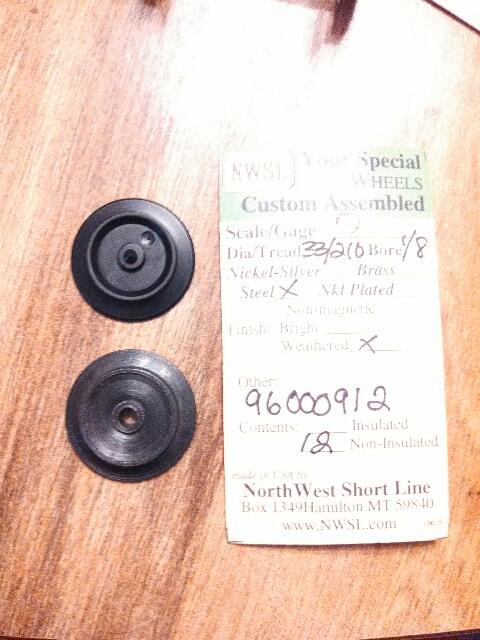 NWSL Your Special
WHEELS
Custom Assembled
Scale/Gage O
Dia/Tread 33/210 Bore 1/8
Nickel-Silver Brass
Steel X Nkl Plated
Non-magnetic
Finish: Bright
Weathered X
Other:
96000912
Contents: Insulated
12 Non-Insulated
made in USA by
NorthWest Short Line
Box 1349Hamilton MT 59840
www.NWSL.com